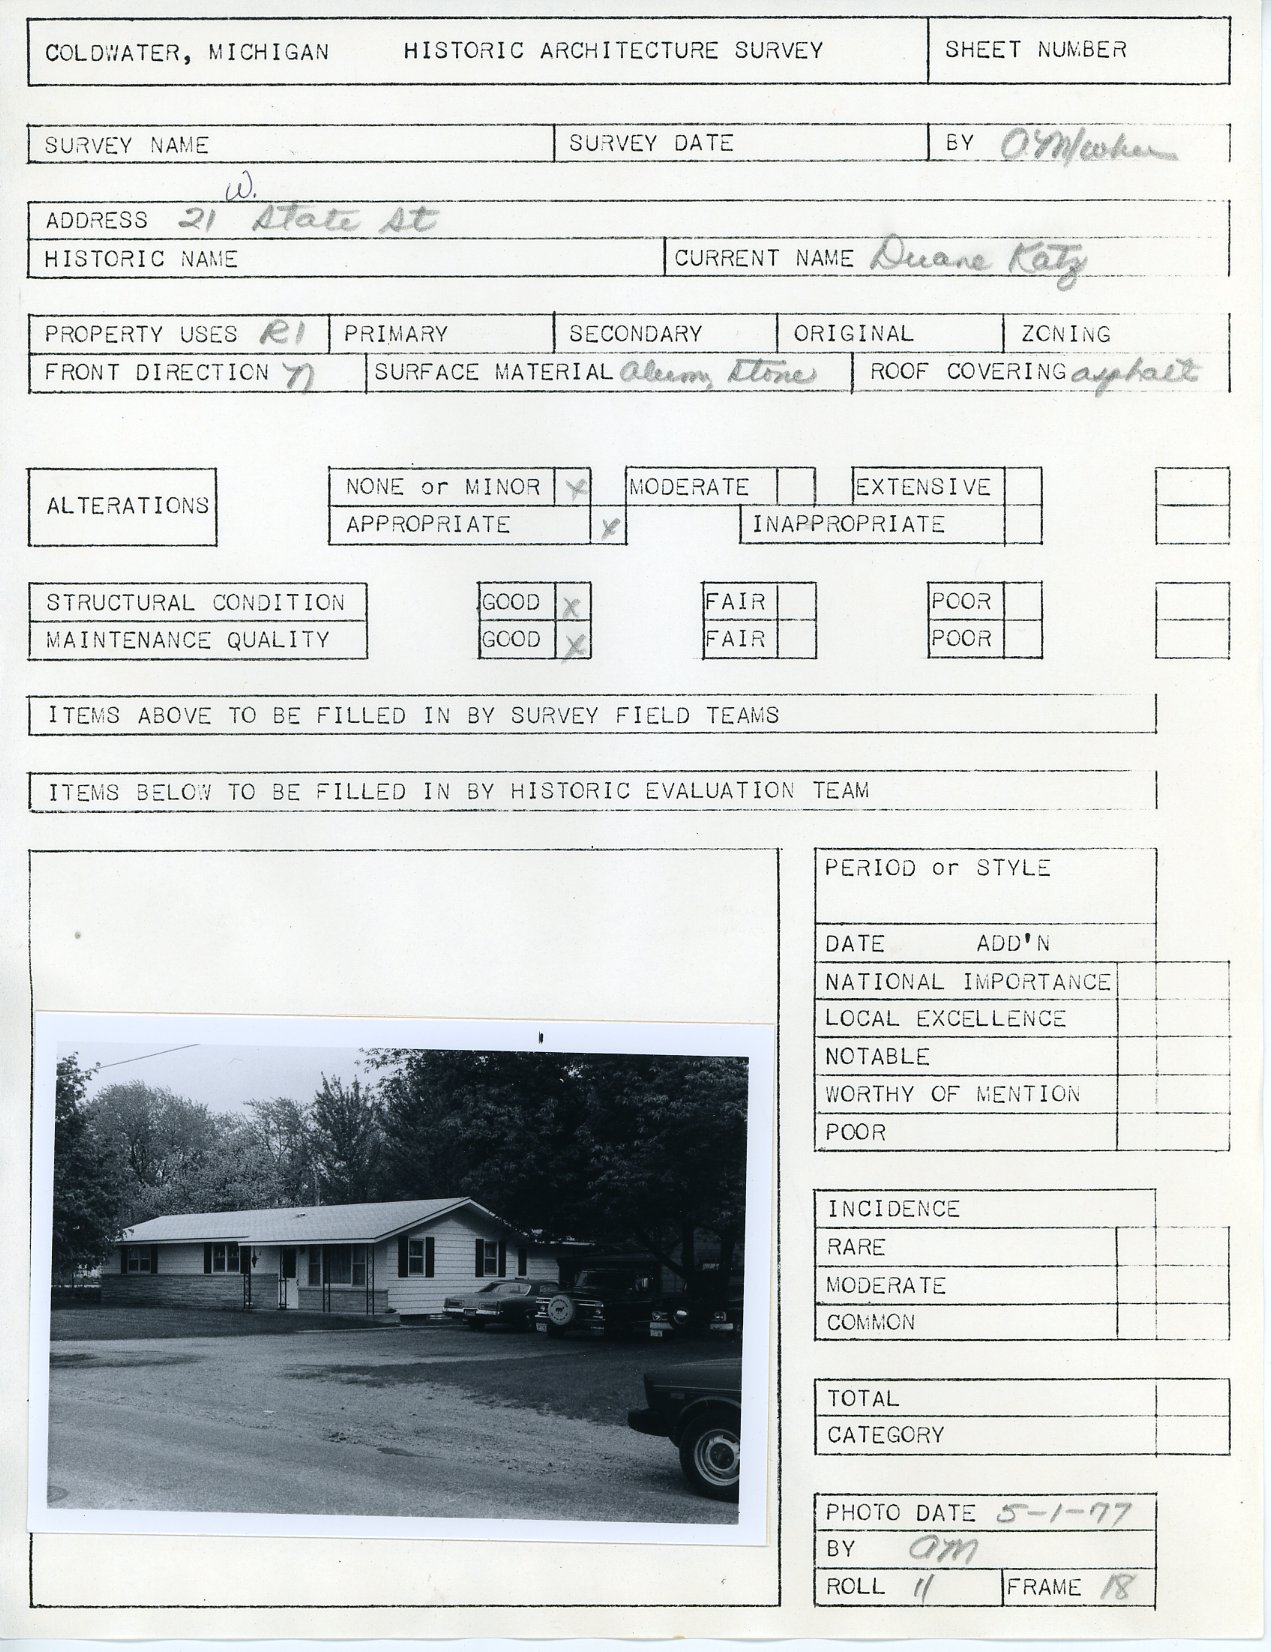 COLDWATER, MICHIGAN HISTORIC ARCHITECTURE SURVEY SHEET NUMBER
SURVEY NAME SURVEY DATE BY
W.
ADDRESS 21 State St
HISTORIC NAME CURRENT NAME Duane Katz
PROPERTY USES R1 PRIMARY SECONDARY ORIGINAL ZONING
FRONT DIRECTION n SURFACE MATERIAL Alum, Stone ROOF COVERING asphalt
ALTERATIONS
NONE or MINOR x MODERATE EXTENSIVE
APPROPRIATE x INAPPROPRIATE
STRUCTURAL CONDITION GOOD x FAIR POOR
MAINTENANCE QUALITY GOOD x FAIR POOR
ITEMS ABOVE TO BE FILLED IN BY SURVEY FIELD TEAMS
ITEMS BELOW TO BE FILLED IN BY HISTORIC EVALUATION TEAM
PERIOD or STYLE
DATE ADD'N
NATIONAL IMPORTANCE
LOCAL EXCELLENCE
NOTABLE
WORTHY OF MENTION
POOR
INCIDENCE
RARE
MODERATE
COMMON
TOTAL
CATEGORY
PHOTO DATE 5-1-77
BY am
ROLL 11 FRAME 18